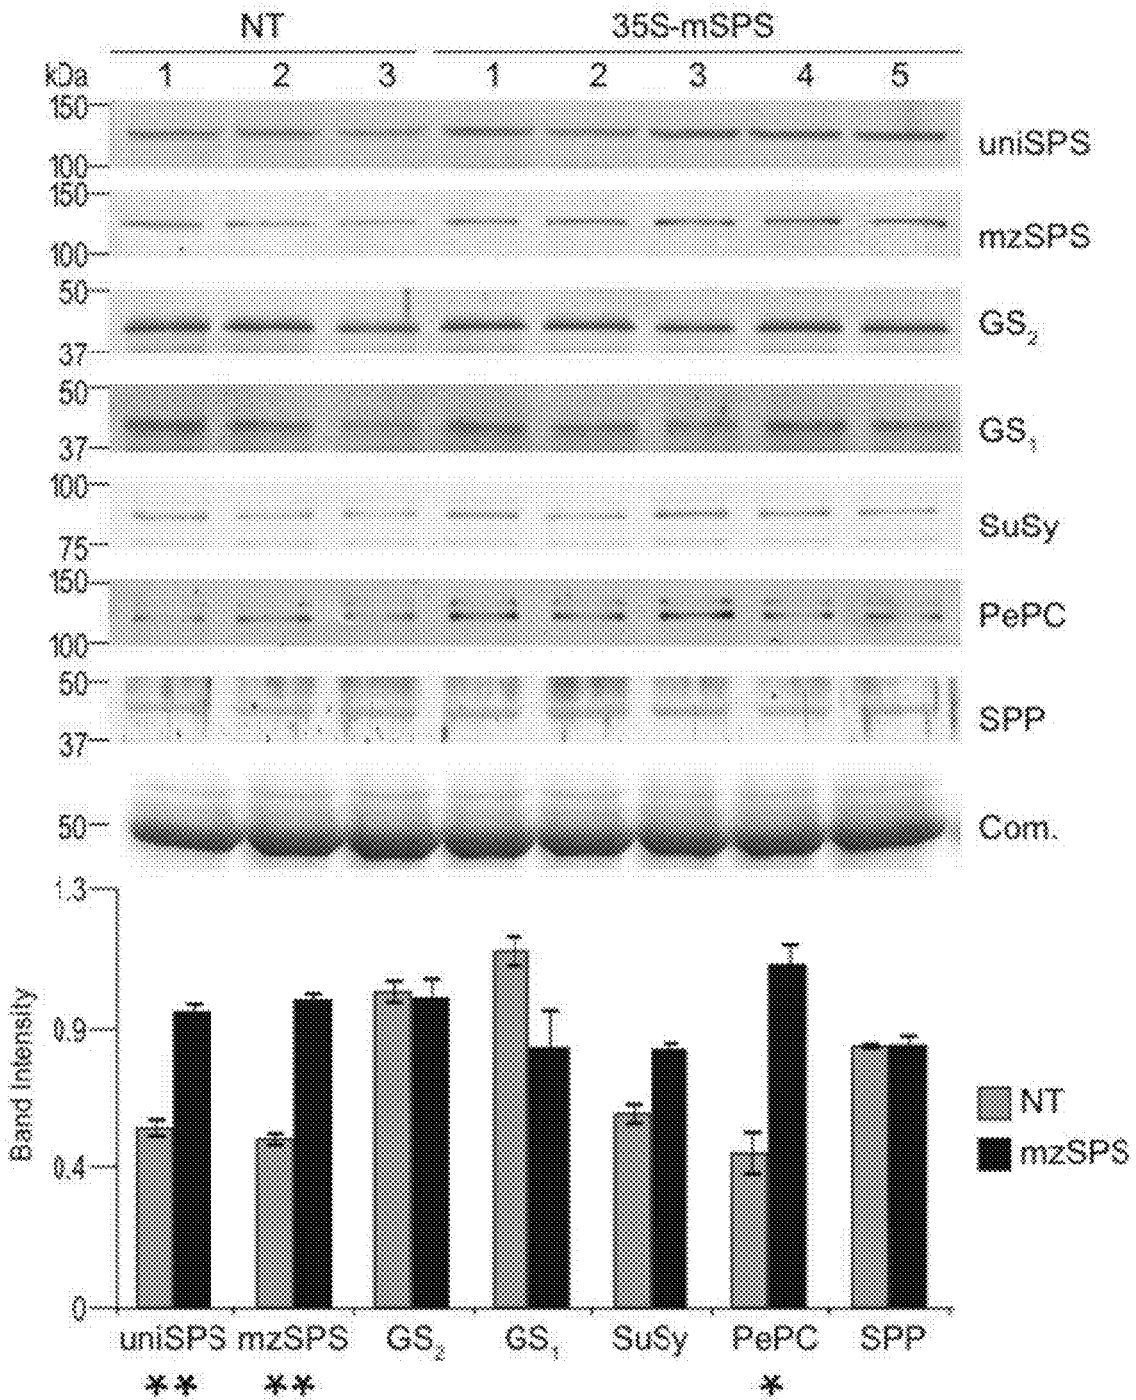 NT 35S-mSPS
kDa 1 2 3 1 2 3 4 5
150
uniSPS
100
150
mzSPS
100
50
GS2
37
50
GS1
37
100
SuSy
75
150
PePC
100
50
SPP
37
50
Com.
1.3
0.9
0.4
0
Band Intensity
NT
mzSPS
uniSPS mzSPS GS2 GS1 SuSy PePC SPP
** ** *